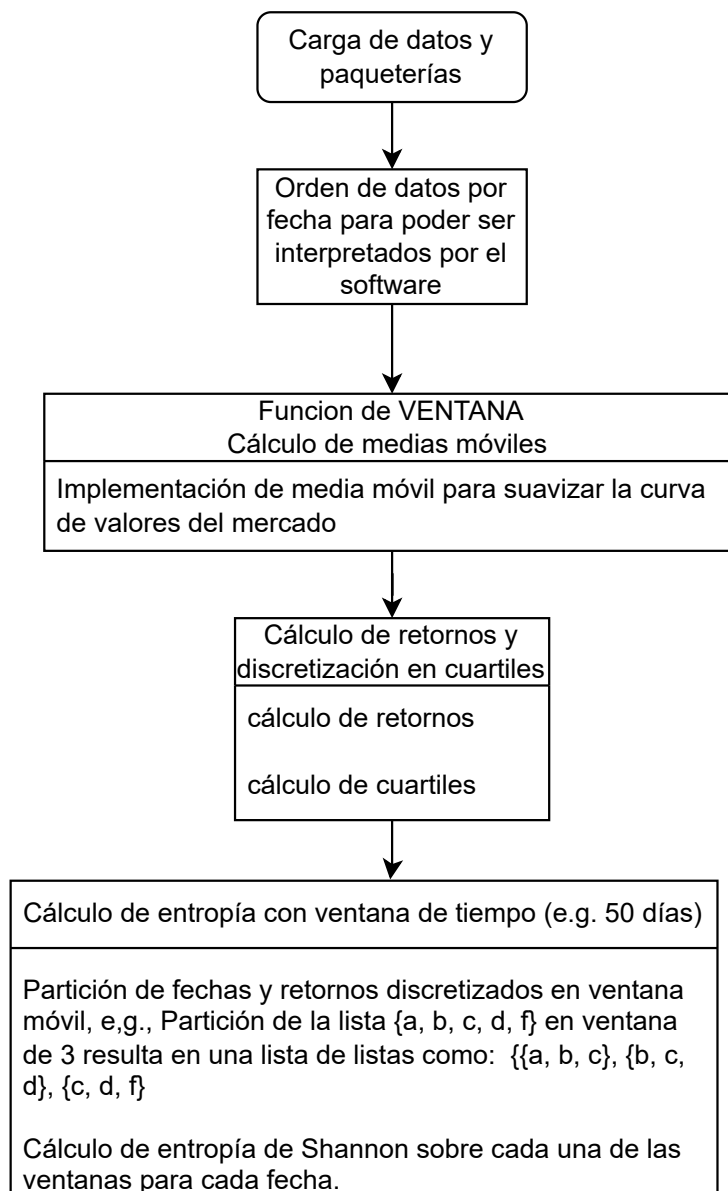 Carga de datos y
paqueterías
Orden de datos por
fecha para poder ser
interpretados por el
software
Funcion de VENTANA
Cálculo de medias móviles
Implementación de media móvil para suavizar la curva
de valores del mercado
Cálculo de retornos y
discretización en cuartiles
cálculo de retornos
cálculo de cuartiles
Cálculo de entropía con ventana de tiempo (e.g. 50 días)
Partición de fechas y retornos discretizados en ventana
móvil, e,g., Partición de la lista {a, b, c, d, f} en ventana
de 3 resulta en una lista de listas como:  {{a, b, c}, {b, c,
d}, {c, d, f}
Cálculo de entropía de Shannon sobre cada una de las
ventanas para cada fecha.